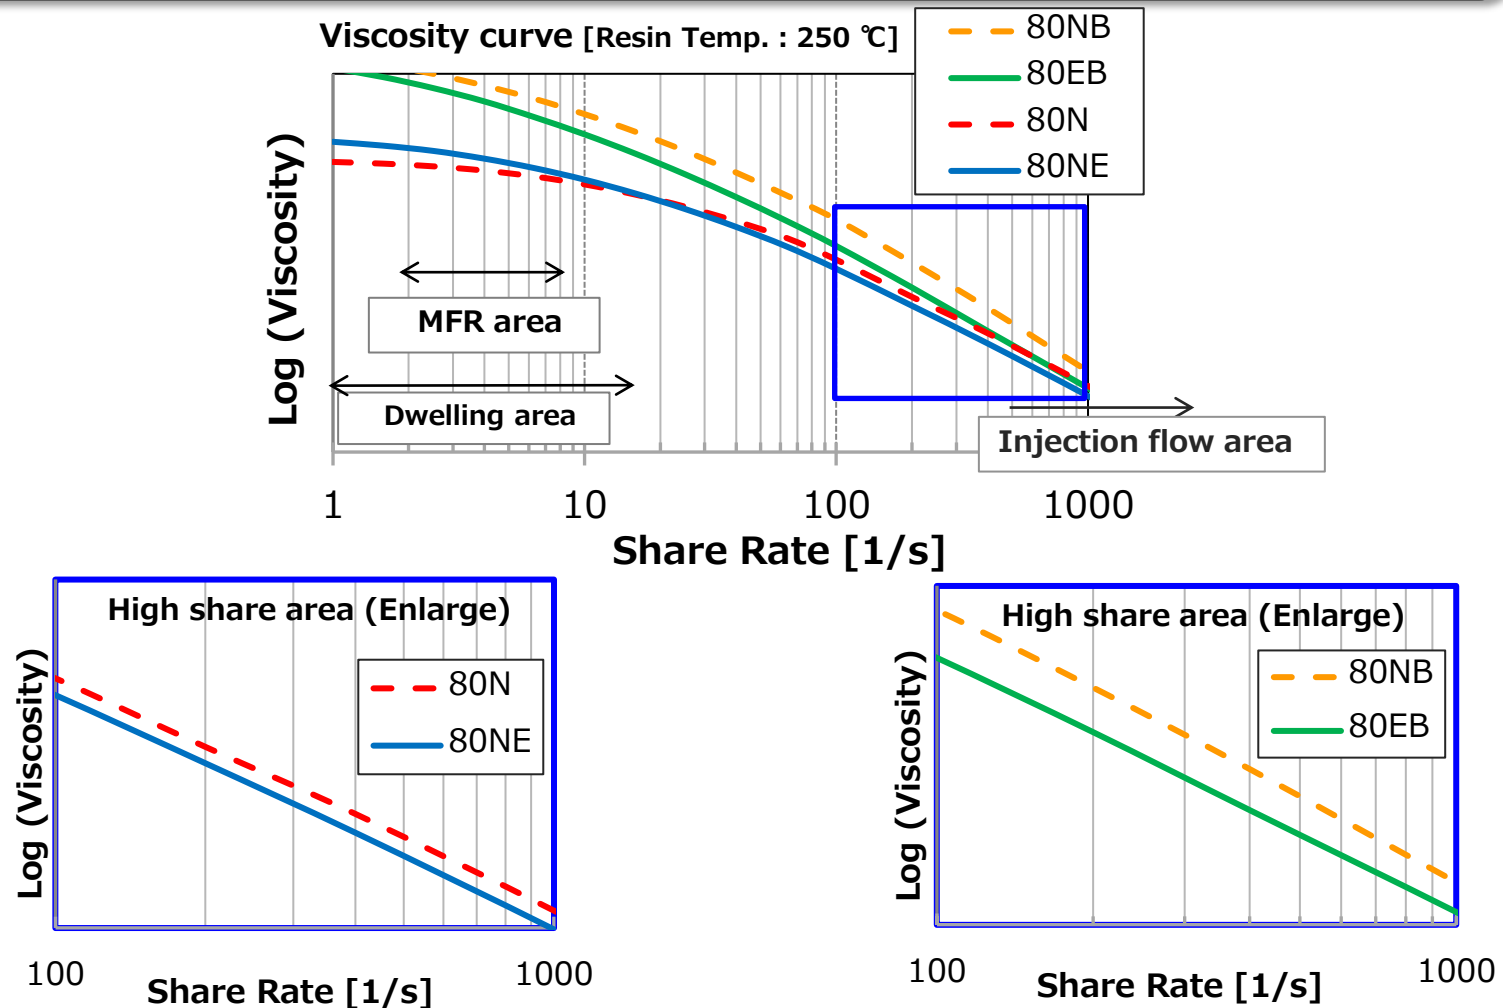 Viscosity curve [Resin Temp. : 250 ℃]
80NB
80EB
80N
80NE
Log (Viscosity)
MFR area
Dwelling area
Injection flow area
1 10 100 1000
Share Rate [1/s]
High share area (Enlarge)
80N
80NE
Log (Viscosity)
100 1000
Share Rate [1/s]
High share area (Enlarge)
80NB
80EB
Log (Viscosity)
100 1000
Share Rate [1/s]